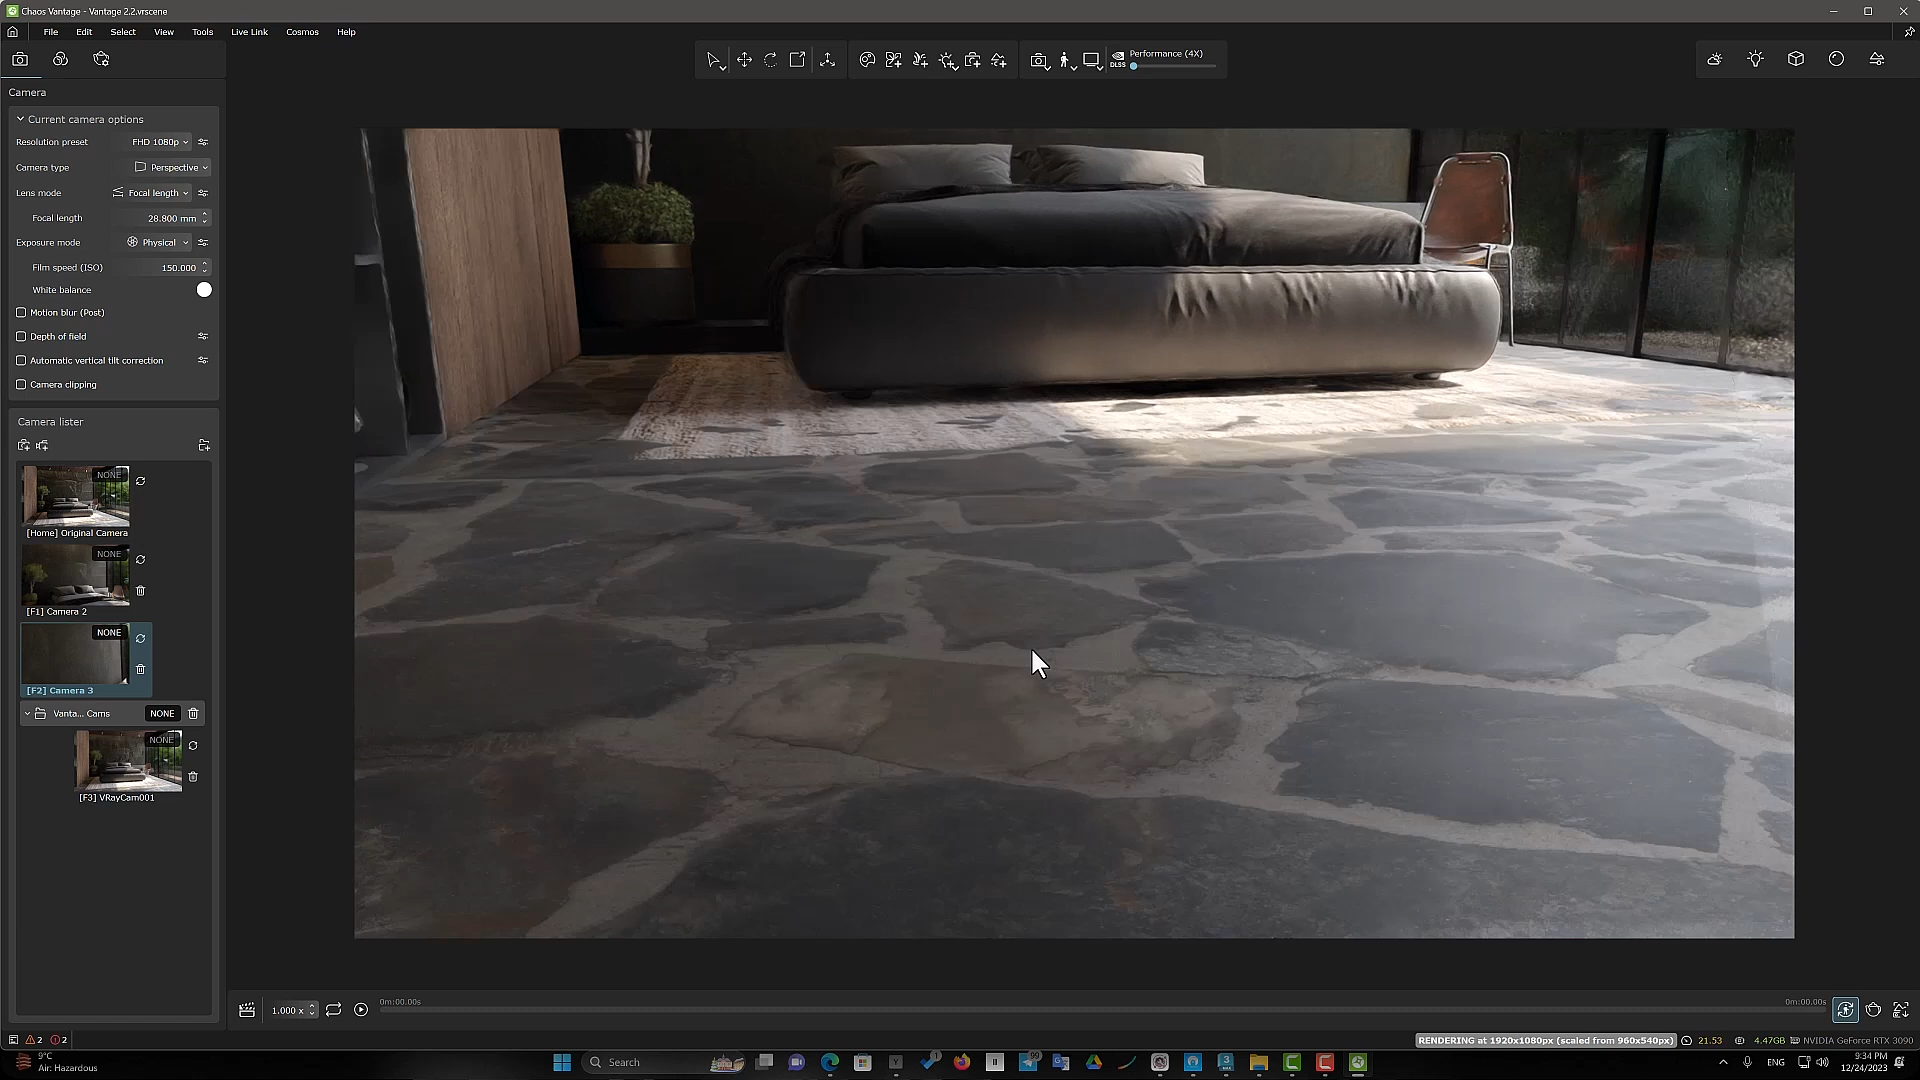 Chaos Vantage - Vantage 2.2.vrscene
File Edit Select View Tools Live Link Cosmos Help
DLSS Performance (4X)
Camera
Current camera options
Resolution preset FHD 1080p
Camera type Perspective
Lens mode Focal length
Focal length 28.800 mm
Exposure mode Physical
Film speed (ISO) 150.000
White balance
Motion blur (Post)
Depth of field
Automatic vertical tilt correction
Camera clipping
Camera lister
NONE
[Home] Original Camera
NONE
[F1] Camera 2
NONE
[F2] Camera 3
Vanta... Cams NONE
NONE
[F3] VRayCam001
1.000 x 0m:00.00s 0m:00.00s
2 2 RENDERING at 1920x1080px (scaled from 960x540px) 21.53 4.47GB NVIDIA GeForce RTX 3090
9°C
Air: Hazardous
Search
99
1
3
ENG
9:34 PM
12/24/2023